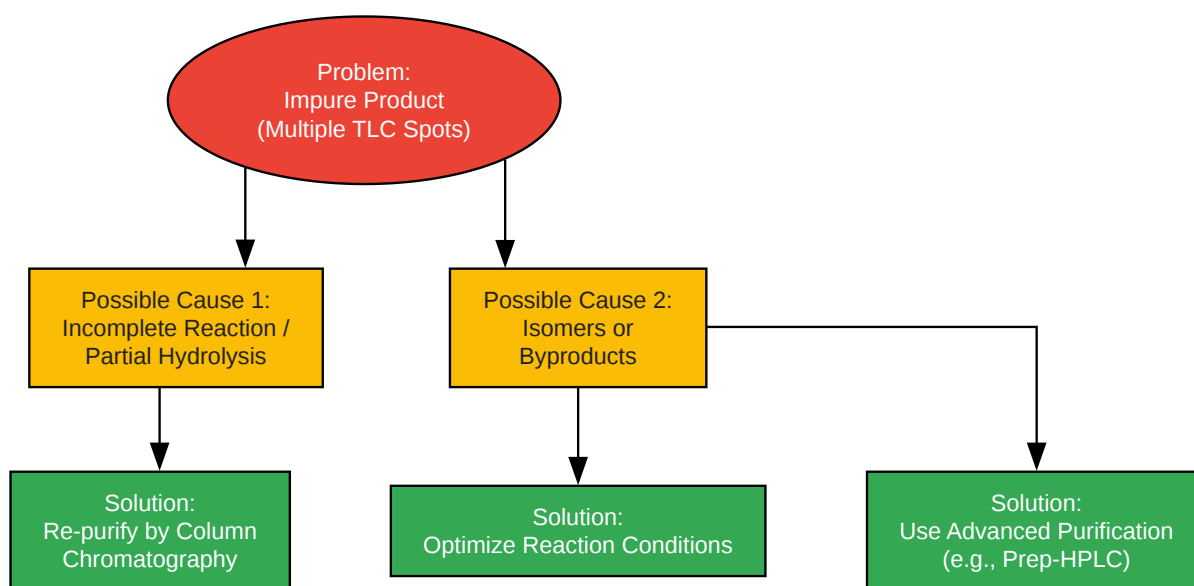 Problem:
Impure Product
(Multiple TLC Spots)
Possible Cause 1:
Incomplete Reaction /
Partial Hydrolysis
Possible Cause 2:
Isomers or
Byproducts
Solution:
Re-purify by Column
Chromatography
Solution:
Optimize Reaction Conditions
Solution:
Use Advanced Purification
(e.g., Prep-HPLC)